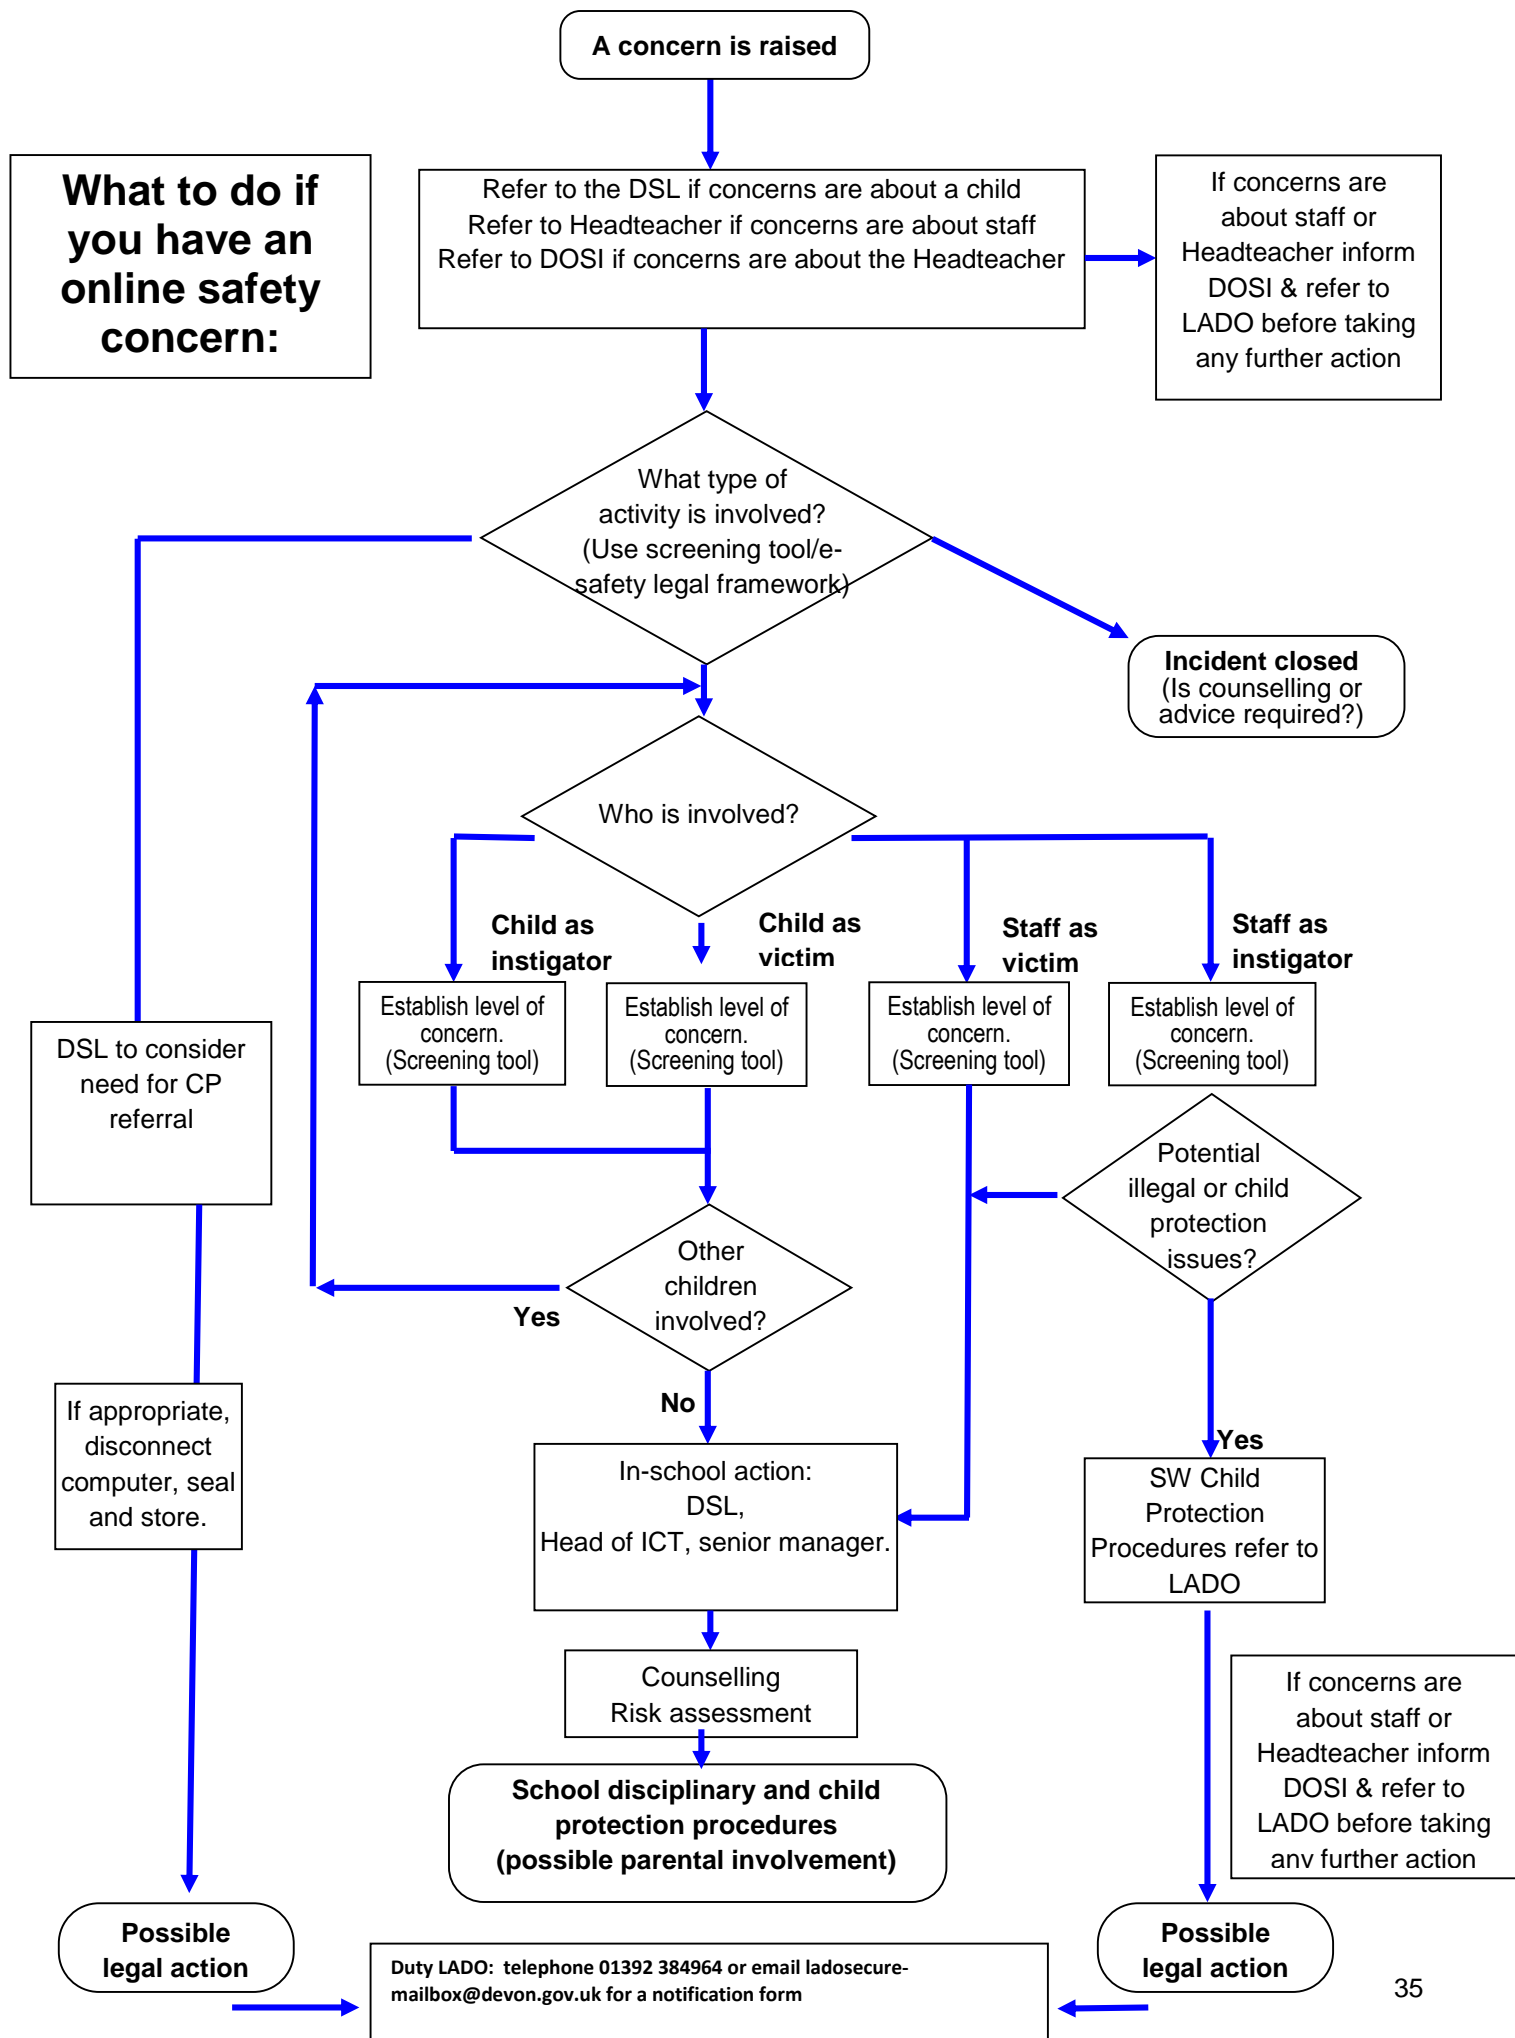 A concern is raised
What to do if
you have an
online safety
concern:
Refer to the DSL if concerns are about a child
Refer to Headteacher if concerns are about staff
Refer to DOSI if concerns are about the Headteacher
If concerns are
about staff or
Headteacher inform
DOSI & refer to
LADO before taking
any further action
What type of
activity is involved?
(Use screening tool/e-
safety legal framework)
Incident closed
(Is counselling or
advice required?)
Who is involved?
Child as
instigator
Child as
victim
Staff as
victim
Staff as
instigator
Establish level of
concern.
(Screening tool)
Establish level of
concern.
(Screening tool)
Establish level of
concern.
(Screening tool)
Establish level of
concern.
(Screening tool)
DSL to consider
need for CP
referral
Potential
illegal or child
protection
issues?
Other
children
involved?
Yes
No
If appropriate,
disconnect
computer, seal
and store.
Yes
In-school action:
DSL,
Head of ICT, senior manager.
SW Child
Protection
Procedures refer to
LADO
Counselling
Risk assessment
If concerns are
about staff or
Headteacher inform
DOSI & refer to
LADO before taking
any further action
School disciplinary and child
protection procedures
(possible parental involvement)
Possible
legal action
Possible
legal action
Duty LADO: telephone 01392 384964 or email ladosecure-
mailbox@devon.gov.uk for a notification form
35